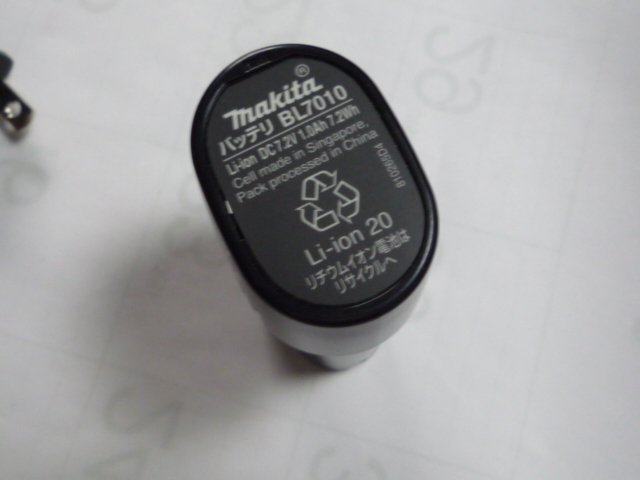 makita®
バッテリ BL7010
Li-ion DC7.2V 1.0Ah 7.2Wh
Cell made in Singapore,
Pack processed in China
810265D4
Li-ion 20
リチウムイオン電池は
リサイクルへ